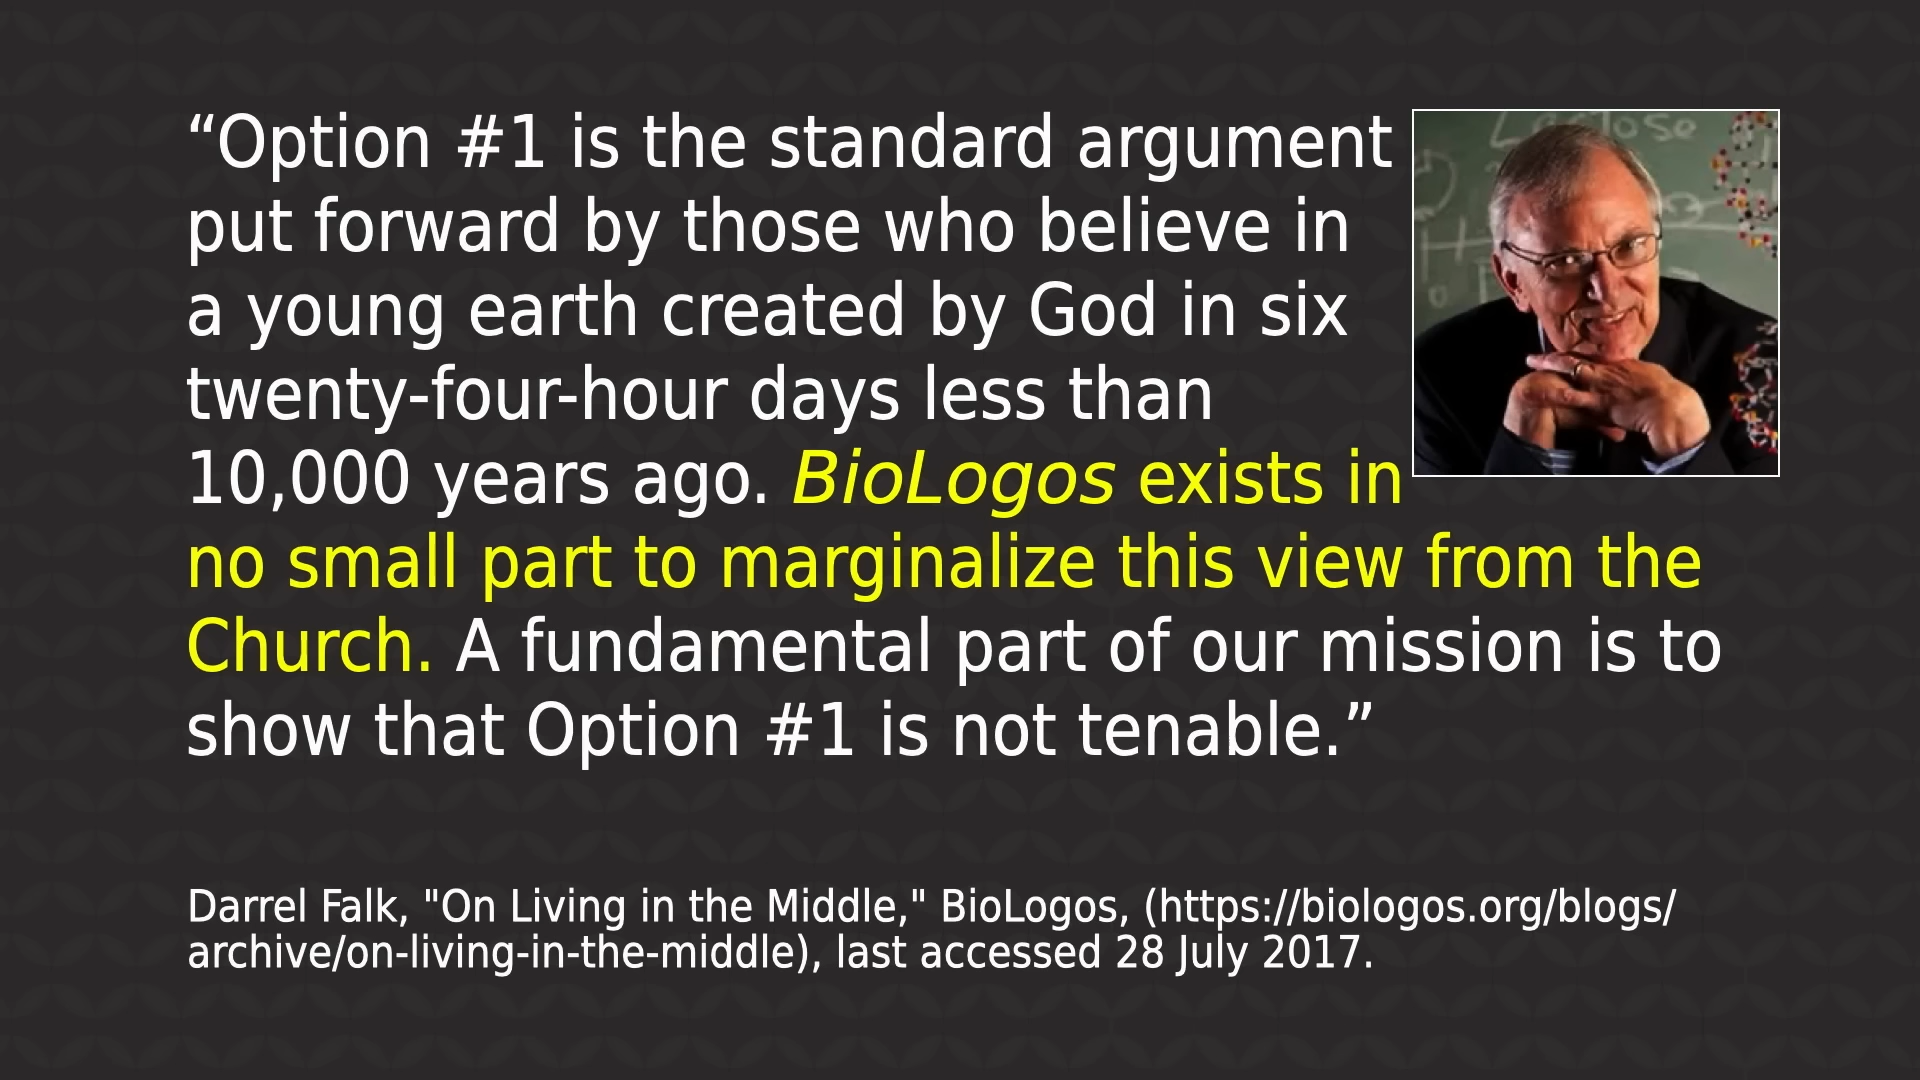 “Option #1 is the standard argument
put forward by those who believe in
a young earth created by God in six
twenty-four-hour days less than
10,000 years ago. BioLogos exists in
no small part to marginalize this view from the
Church. A fundamental part of our mission is to
show that Option #1 is not tenable.”
Lactose
Darrel Falk, "On Living in the Middle," BioLogos, (https://biologos.org/blogs/
archive/on-living-in-the-middle), last accessed 28 July 2017.